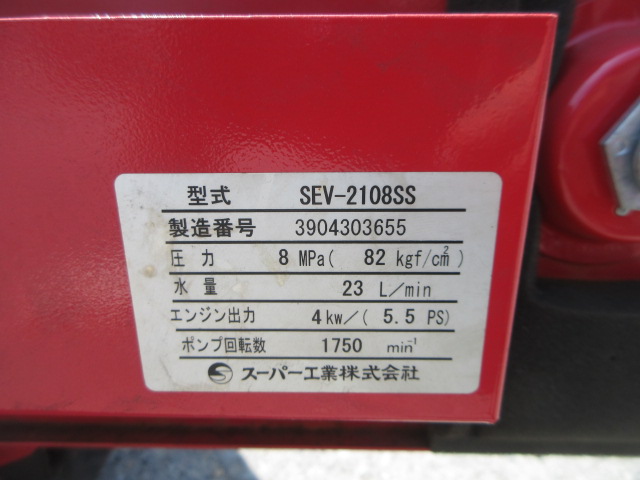 型式 SEV-2108SS
製造番号 3904303655
圧力 8 MPa( 82 kgf/cm²)
水量 23 L/min
エンジン出力 4kw/( 5.5 PS)
ポンプ回転数 1750 min⁻¹
スーパー工業株式会社